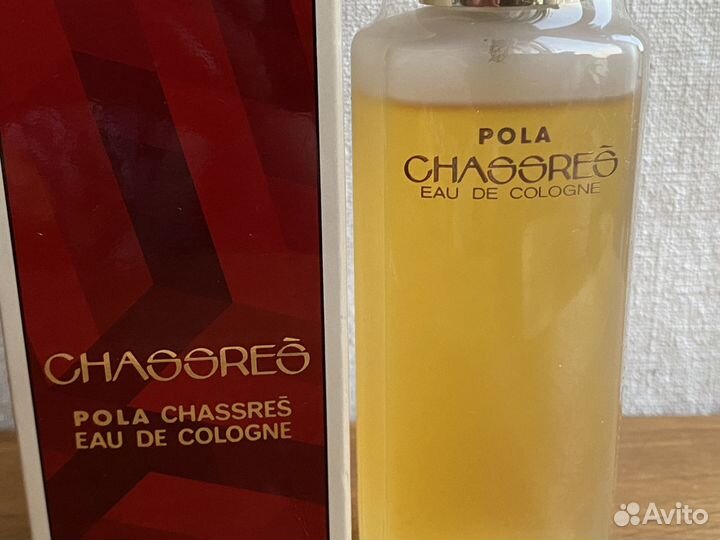 CHASSREŠ
POLA CHASSREŠ
EAU DE COLOGNE
POLA
CHASSREŠ
EAU DE COLOGNE
Avito